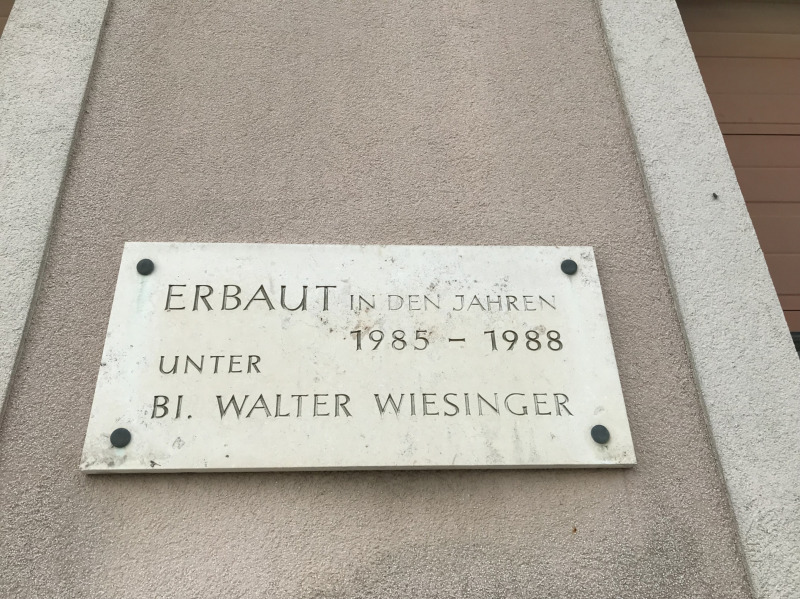 ERBAUT IN DEN JAHREN
1985 – 1988
UNTER
BI. WALTER WIESINGER